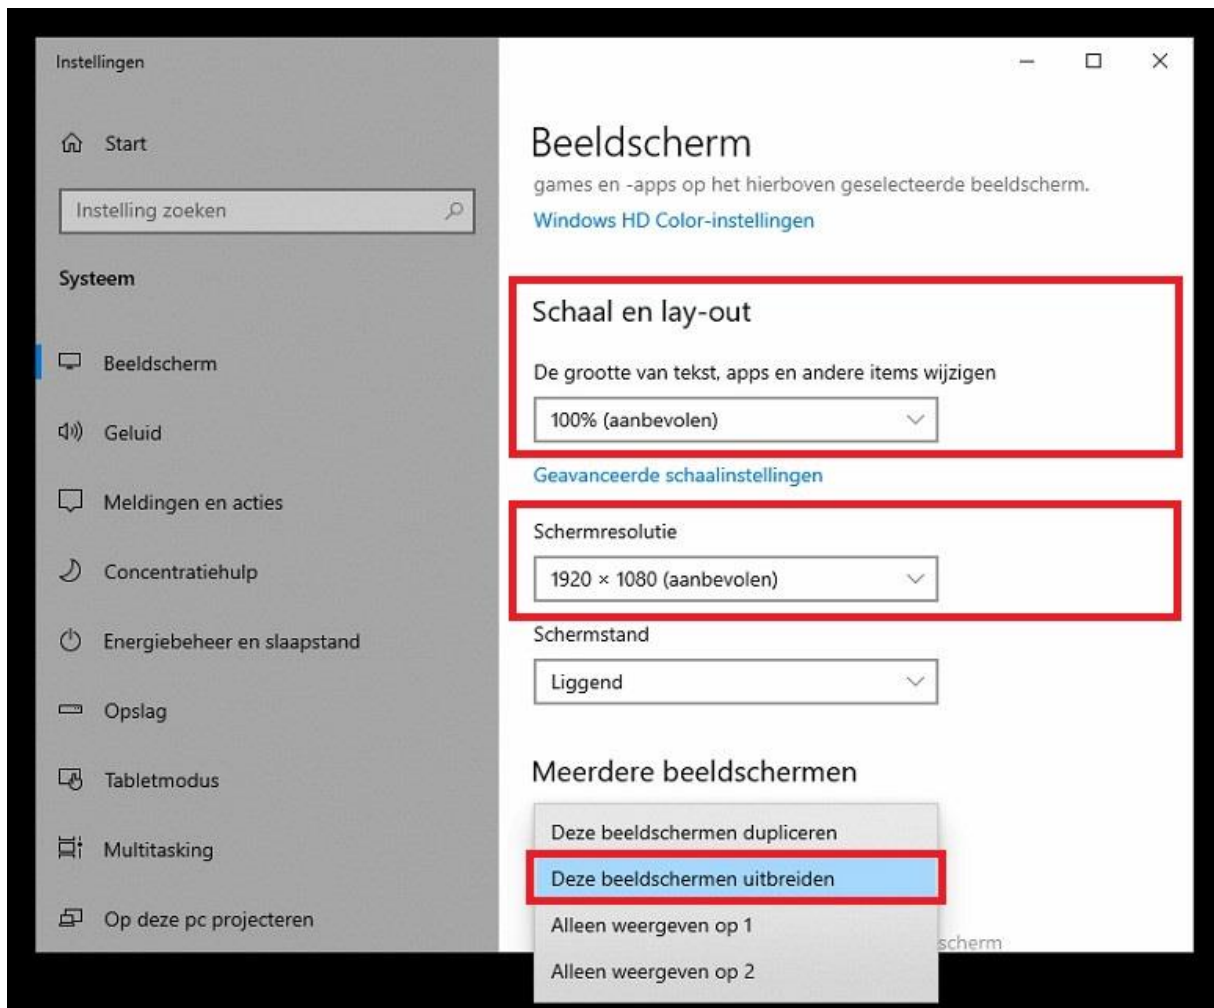 Instellingen
Start
Instelling zoeken
Systeem
Beeldscherm
Geluid
Meldingen en acties
Concentratiehulp
Energiebeheer en slaapstand
Opslag
Tabletmodus
Multitasking
Op deze pc projecteren
Beeldscherm
games en -apps op het hierboven geselecteerde beeldscherm.
Windows HD Color-instellingen
Schaal en lay-out
De grootte van tekst, apps en andere items wijzigen
100% (aanbevolen)
Geavanceerde schaalinstellingen
Schermresolutie
1920 × 1080 (aanbevolen)
Schermstand
Liggend
Meerdere beeldschermen
Deze beeldschermen dupliceren
Deze beeldschermen uitbreiden
Alleen weergeven op 1
scherm
Alleen weergeven op 2